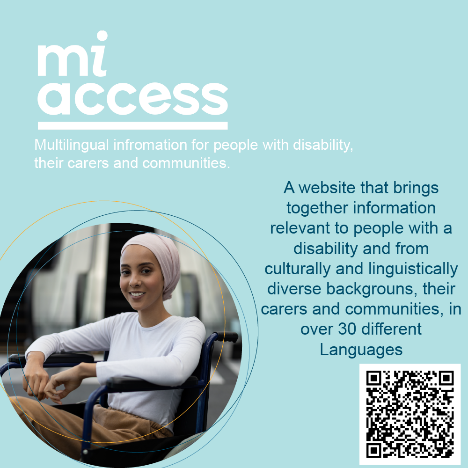 mi
access
Multilingual infromation for people with disability,
their carers and communities.
A website that brings
together information
relevant to people with a
disability and from
culturally and linguistically
diverse backgrouns, their
carers and communities, in
over 30 different
Languages